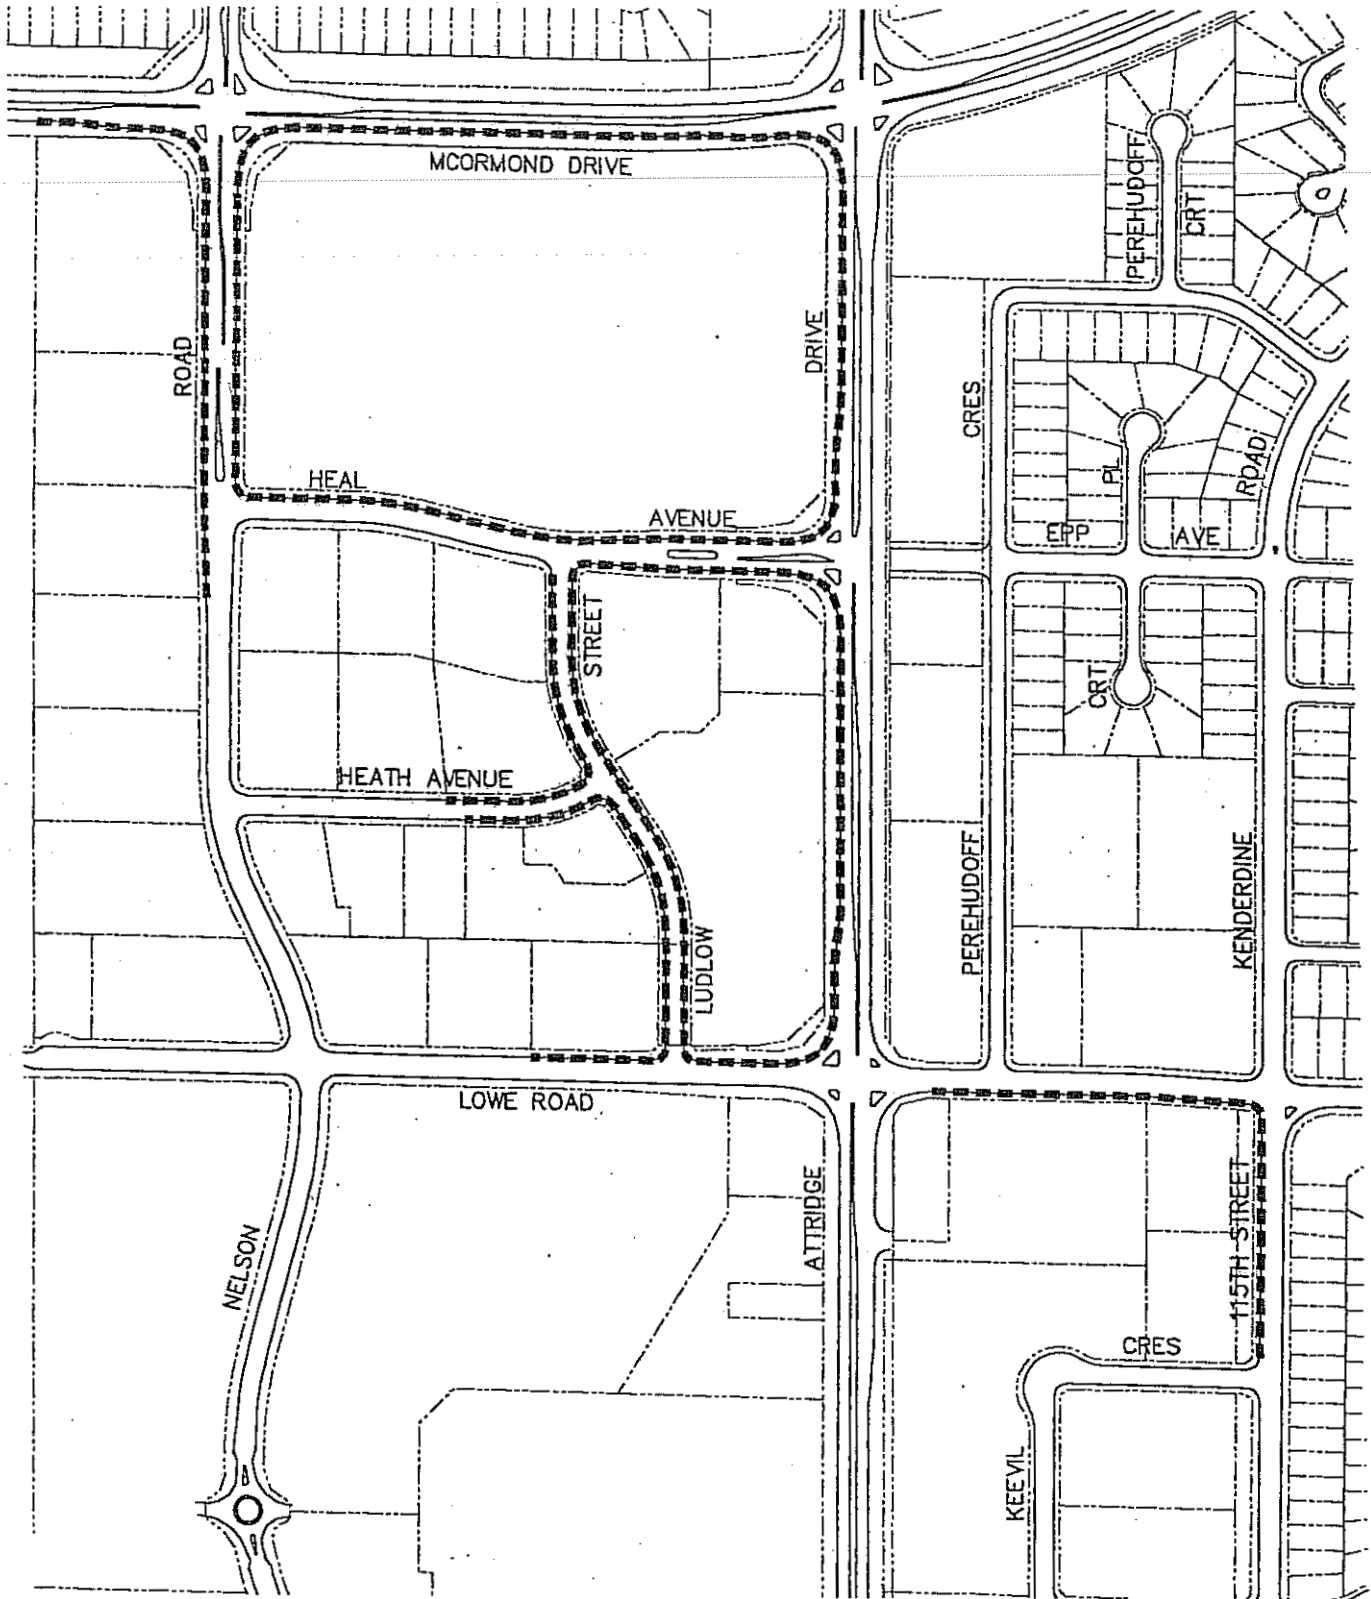 MCORMOND DRIVE
PEREHUDOFF
CRT
ROAD
DRIVE
CRES
HEAL
AVENUE
PL
ROAD
EPP
AVE
STREET
CRT
HEATH AVENUE
PEREHUDOFF
KENDERDINE
LUDLOW
LOWE ROAD
NELSON
ATTRIDGE
115TH STREET
CRES
KEEVIL